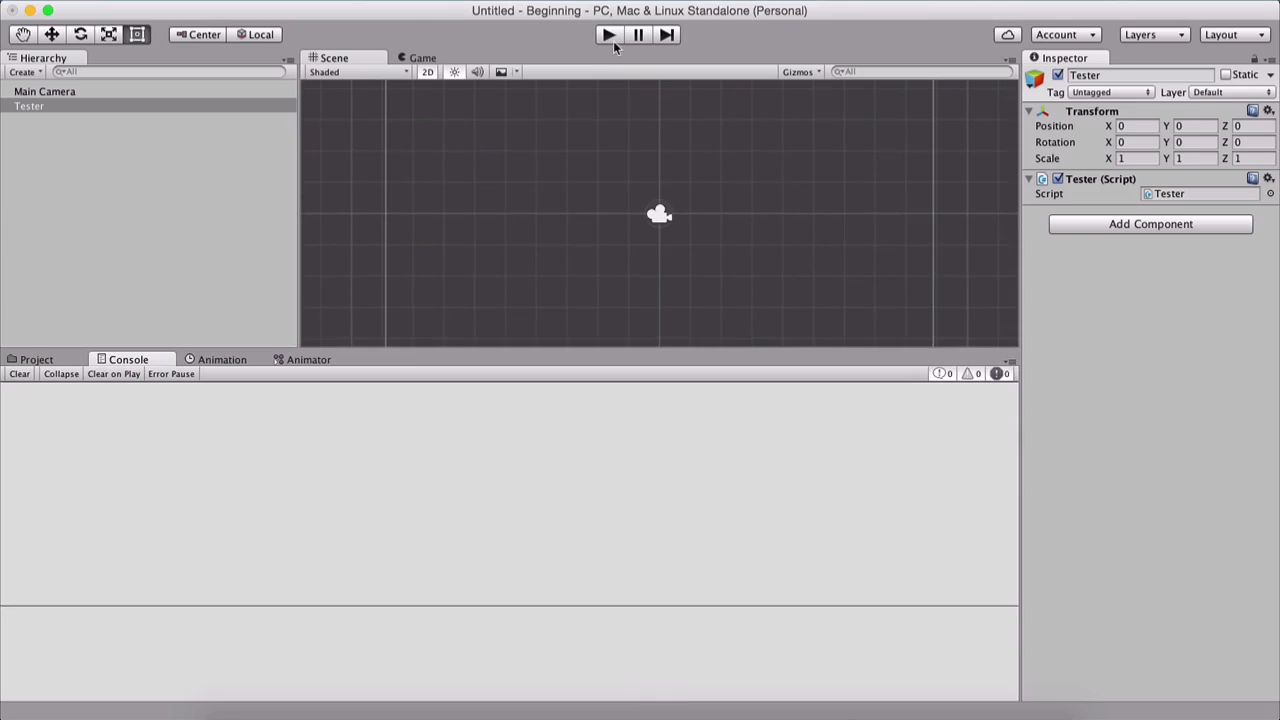 Untitled - Beginning - PC, Mac & Linux Standalone (Personal)
Center Local Account Layers Layout
Hierarchy Scene Game Inspector
Create All Shaded 2D Gizmos All Tester Static
Main Camera Tag Untagged Layer Default
Tester Transform
Position X 0 Y 0 Z 0
Rotation X 0 Y 0 Z 0
Scale X 1 Y 1 Z 1
Tester (Script)
Script Tester
Add Component
Project Console Animation Animator
Clear Collapse Clear on Play Error Pause 0 0 0